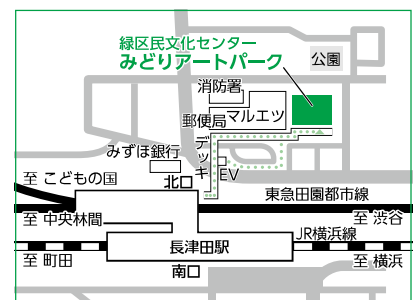 緑区民文化センター
みどりアートパーク
公園
消防署
郵便局
マルエツ
デッキ
みずほ銀行
EV
北口
至 こどもの国
東急田園都市線
至 中央林間
至 渋谷
JR横浜線
長津田駅
至 町田
至 横浜
南口